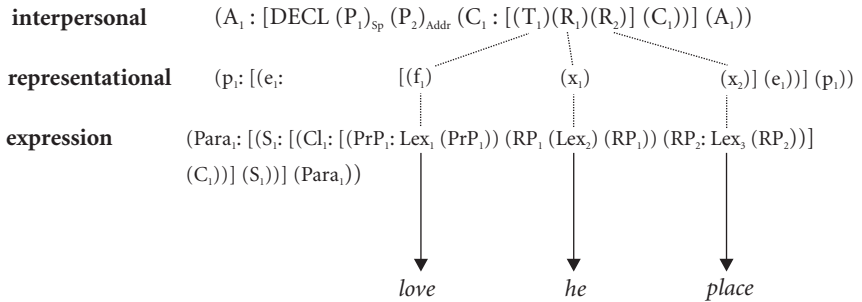 interpersonal (A₁ : [DECL (P₁)Sp (P₂)Addr (C₁ : [(T₁)(R₁)(R₂)] (C₁))] (A₁))
representational (p₁: [(e₁: [(f₁) (x₁) (x₂)] (e₁))] (p₁))
expression (Para₁: [(S₁: [(Cl₁: [(PrP₁: Lex₁ (PrP₁)) (RP₁ (Lex₂) (RP₁)) (RP₂: Lex₃ (RP₂))]
(C₁))] (S₁))] (Para₁))
love he place